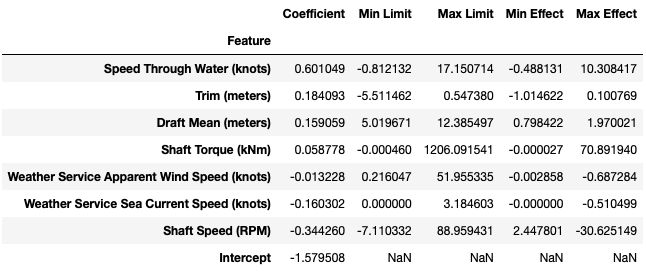 Coefficient Min Limit Max Limit Min Effect Max Effect
Feature
Speed Through Water (knots) 0.601049 -0.812132 17.150714 -0.488131 10.308417
Trim (meters) 0.184093 -5.511462 0.547380 -1.014622 0.100769
Draft Mean (meters) 0.159059 5.019671 12.385497 0.798422 1.970021
Shaft Torque (kNm) 0.058778 -0.000460 1206.091541 -0.000027 70.891940
Weather Service Apparent Wind Speed (knots) -0.013228 0.216047 51.955335 -0.002858 -0.687284
Weather Service Sea Current Speed (knots) -0.160302 0.000000 3.184603 -0.000000 -0.510499
Shaft Speed (RPM) -0.344260 -7.110332 88.959431 2.447801 -30.625149
Intercept -1.579508 NaN NaN NaN NaN